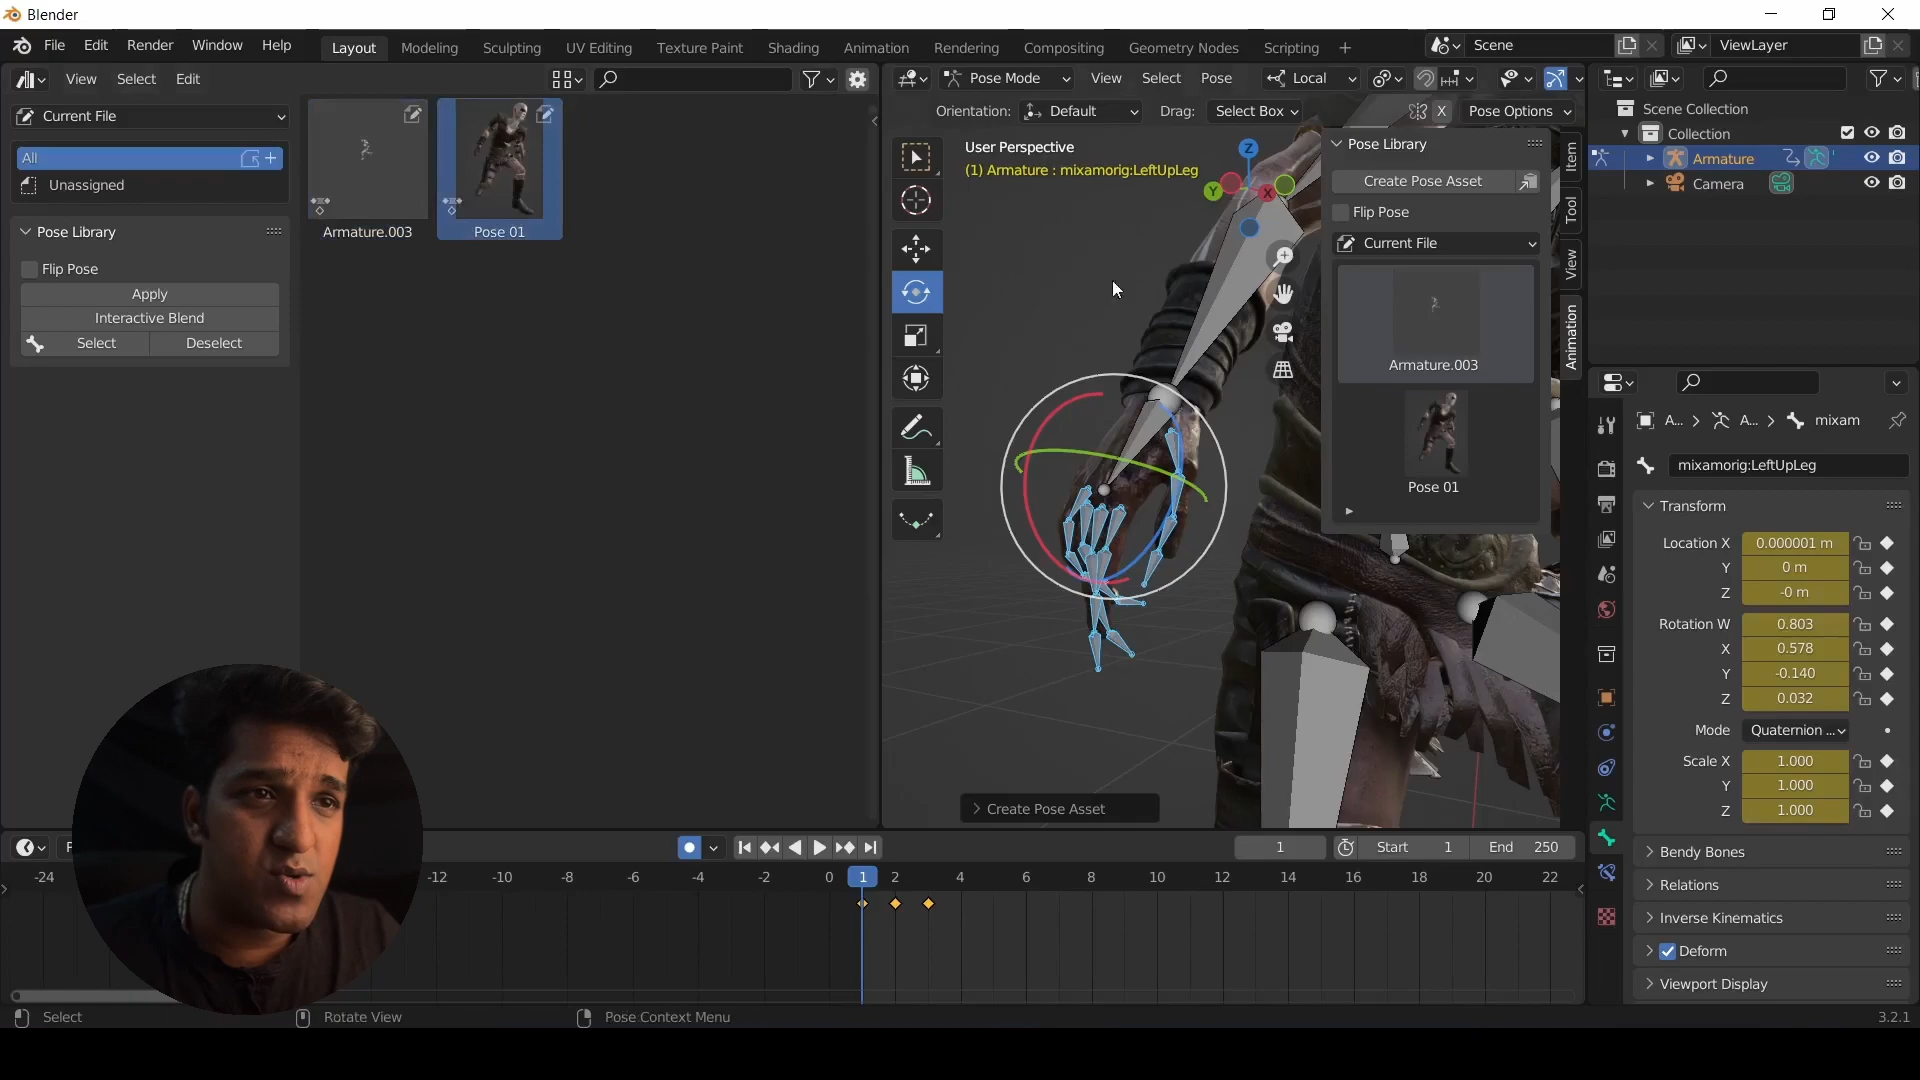 Blender
File Edit Render Window Help
Layout Modeling Sculpting UV Editing Texture Paint Shading Animation Rendering Compositing Geometry Nodes Scripting +
Scene
ViewLayer
View Select Edit
Pose Mode View Select Pose Local
Orientation: Default Drag: Select Box X Pose Options
Current File
All
Unassigned
Pose Library
Flip Pose
Apply
Interactive Blend
Select Deselect
Armature.003
Pose 01
User Perspective
(1) Armature : mixamorig:LeftUpLeg
Z
Y
X
Create Pose Asset
Pose Library
Create Pose Asset
Flip Pose
Current File
Armature.003
Pose 01
Item
Tool
View
Animation
Scene Collection
Collection
Armature
Camera
A... > A... > mixam
mixamorig:LeftUpLeg
Transform
Location X 0.000001 m
Y 0 m
Z -0 m
Rotation W 0.803
X 0.578
Y -0.140
Z 0.032
Mode Quaternion ...
Scale X 1.000
Y 1.000
Z 1.000
Bendy Bones
Relations
Inverse Kinematics
Deform
Viewport Display
1 Start 1 End 250
-24 -12 -10 -8 -6 -4 -2 0 1 2 4 6 8 10 12 14 16 18 20 22
Select Rotate View Pose Context Menu 3.2.1